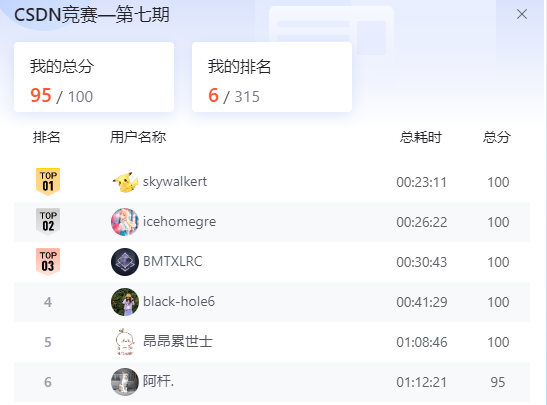 CSDN竞赛—第七期
我的总分 我的排名
95 / 100 6 / 315
排名 用户名称 总耗时 总分
TOP 01 skywalkert 00:23:11 100
TOP 02 icehomegre 00:26:22 100
TOP 03 BMTXLRC 00:30:43 100
4 black-hole6 00:41:29 100
5 昂昂累世士 01:08:46 100
6 阿杆. 01:12:21 95